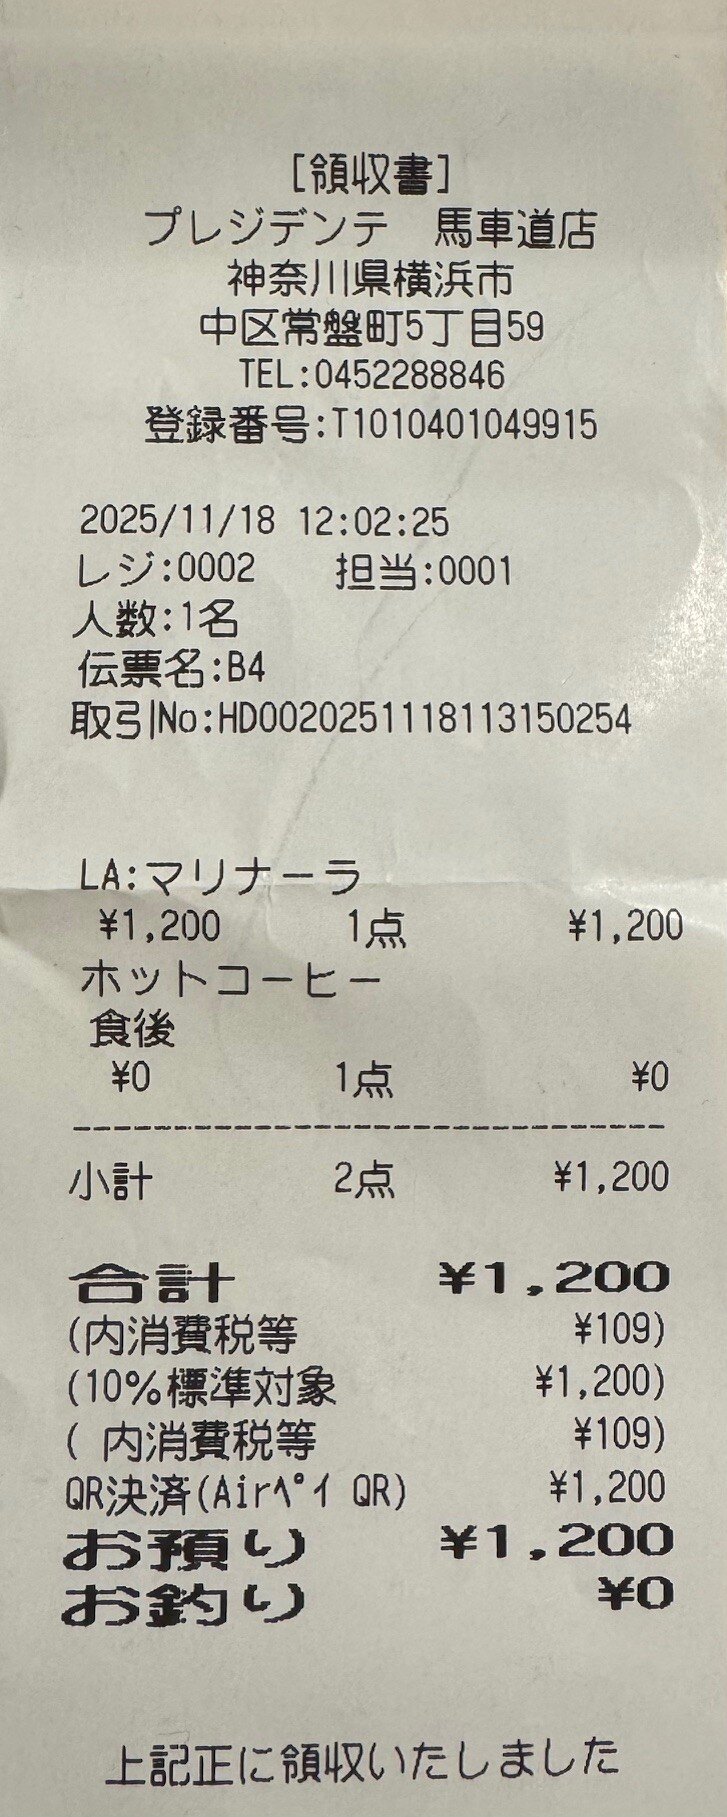 [領収書]
プレジデンテ　馬車道店
神奈川県横浜市
中区常盤町5丁目59
TEL:0452288846
登録番号:T1010401049915
2025/11/18 12:02:25
レジ:0002　担当:0001
人数:1名
伝票名:B4
取引No:HD0020251118113150254
LA:マリナーラ
¥1,200 1点 ¥1,200
ホットコーヒー
食後
¥0 1点 ¥0
--------------------------------
小計 2点 ¥1,200
合計 ¥1,200
(内消費税等 ¥109)
(10%標準対象 ¥1,200)
( 内消費税等 ¥109)
QR決済(Airﾍﾟｲ QR) ¥1,200
お預り ¥1,200
お釣り ¥0
上記正に領収いたしました